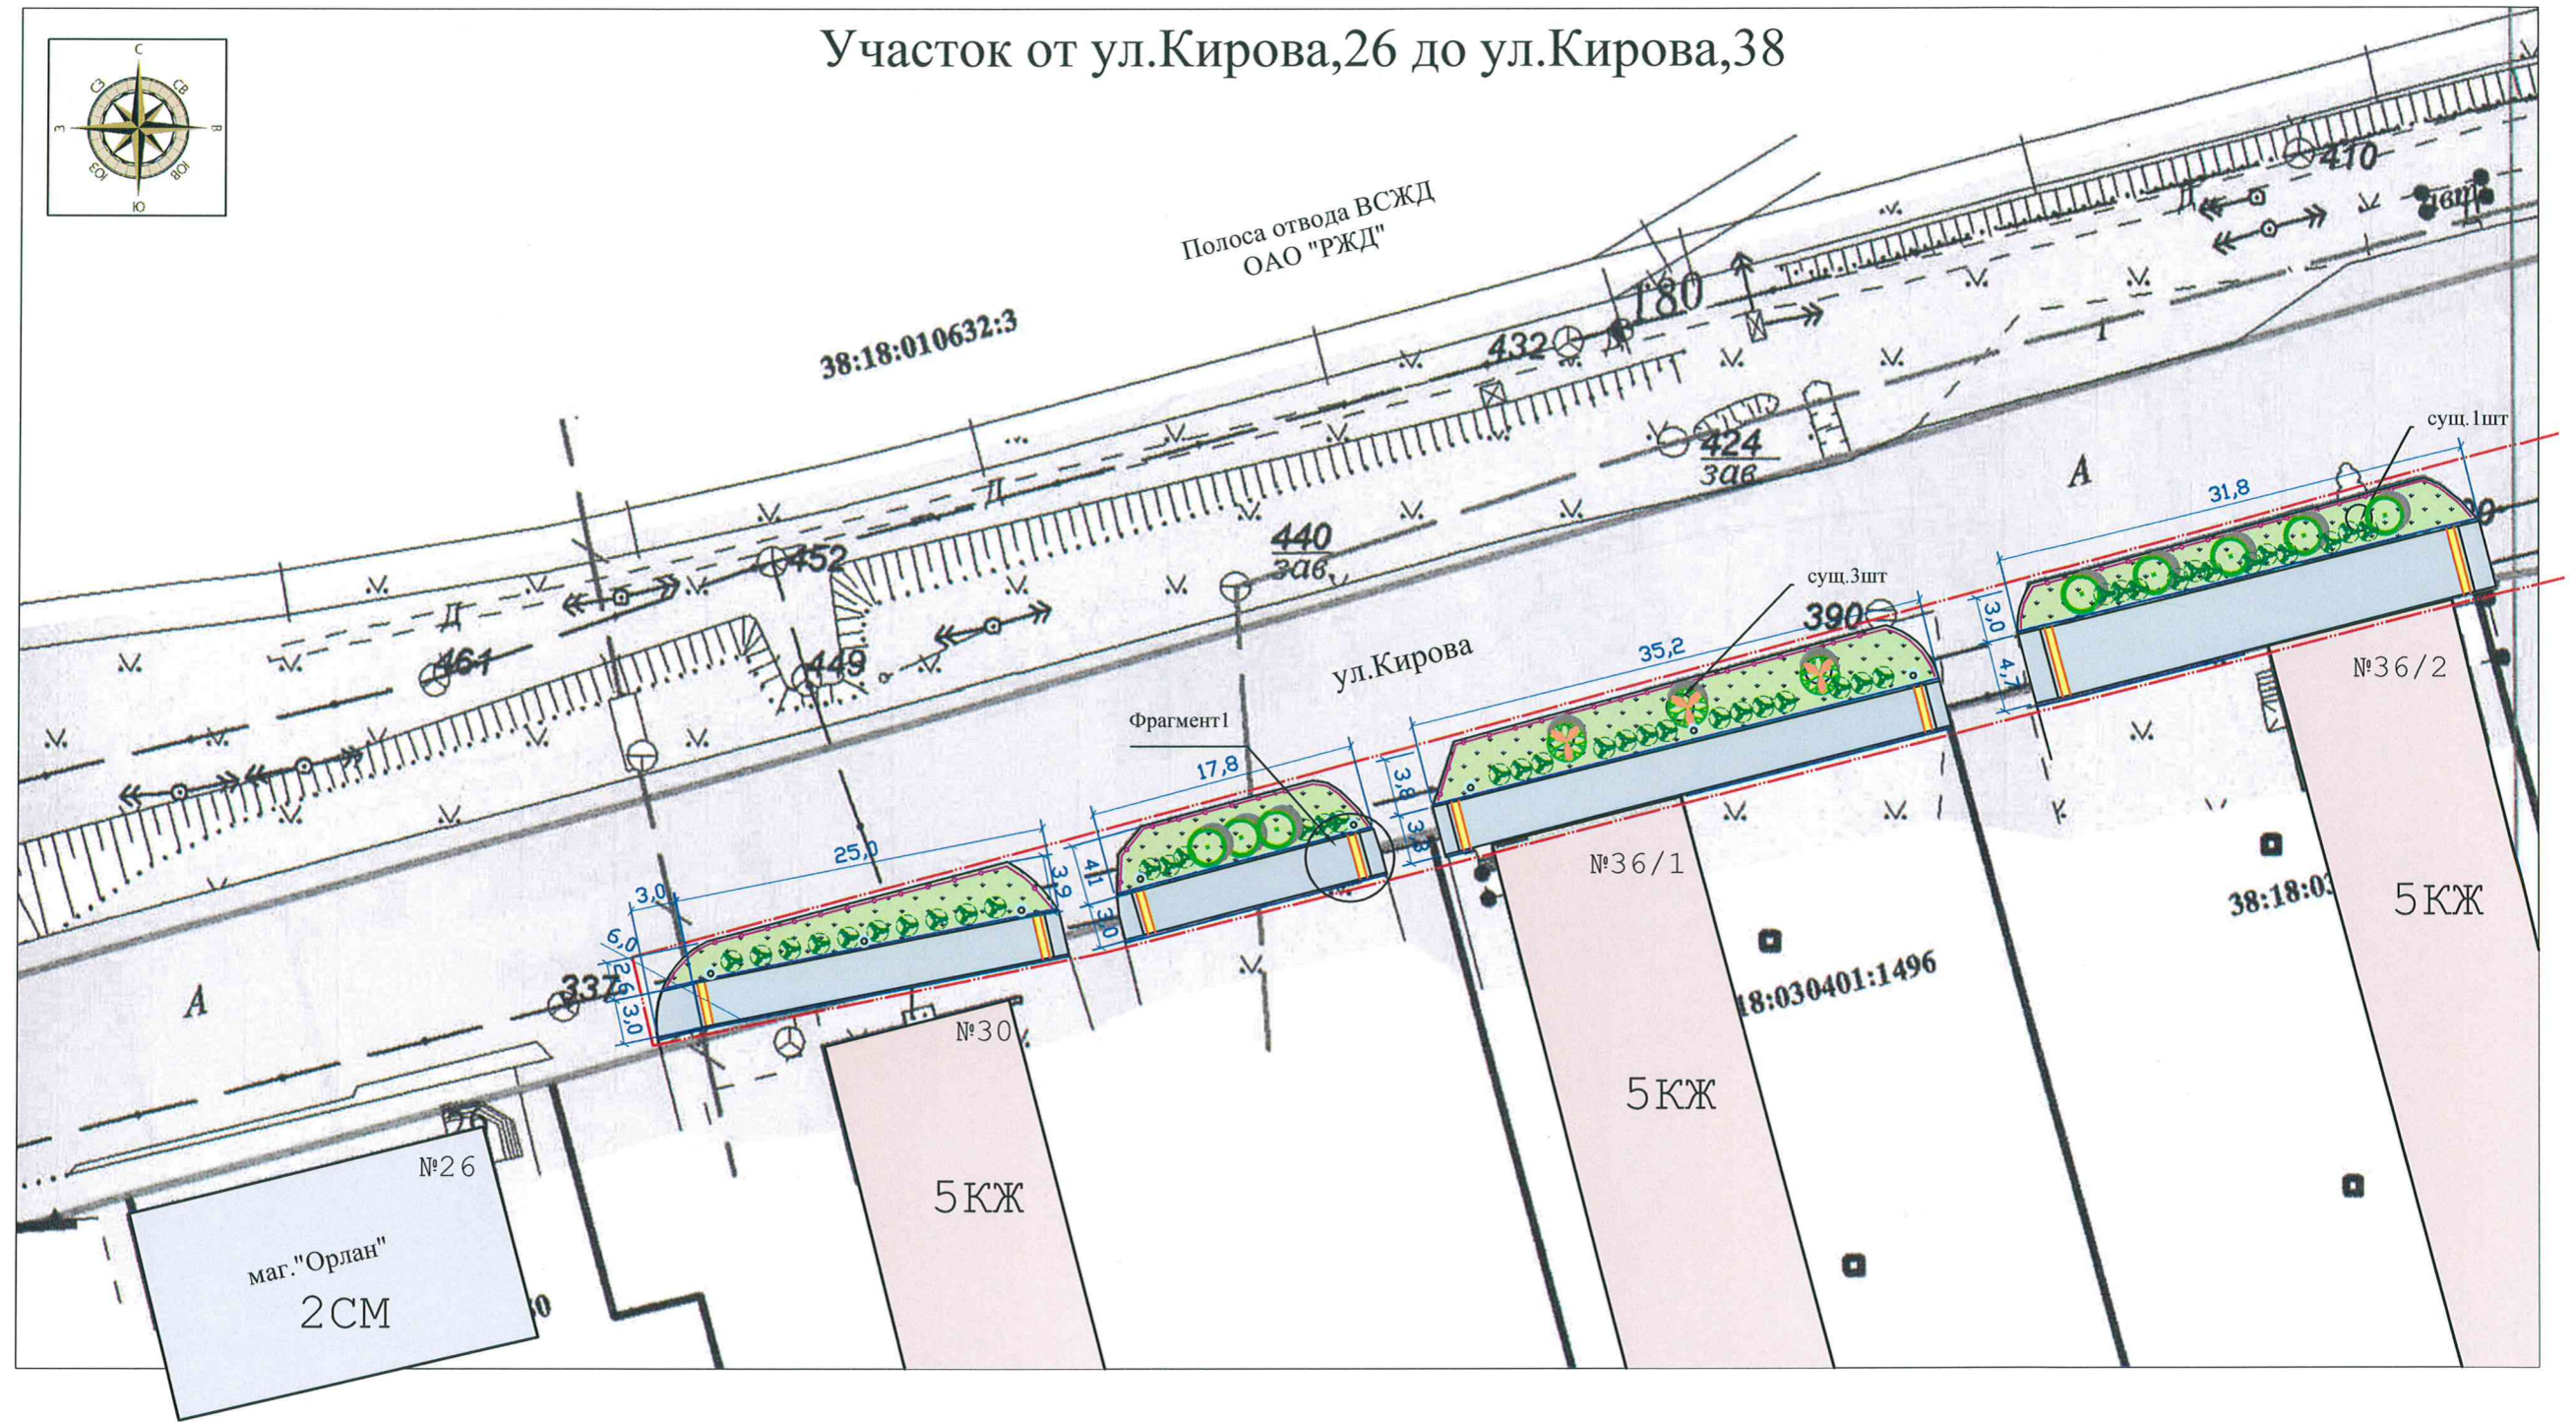 Участок от ул.Кирова,26 до ул.Кирова,38
С
СЗ
СВ
З
В
ЮЗ
ЮВ
Ю
Полоса отвода ВСЖД
ОАО "РЖД"
38:18:010632:3
410
180
432
Д
Д
424
зав
А
сущ.1шт
31,8
Д
452
440
зав
Д
461
449
ул.Кирова
сущ.3шт
390
35,2
3,0
4,7
№36/2
Фрагмент1
17,8
3,8
3,3
25,0
4,1
3,0
3,9
3,0
6,0
2,6
3,0
337
А
№30
№36/1
38:18:03
5КЖ
18:030401:1496
5КЖ
5КЖ
26
№26
маг."Орлан"
2СМ